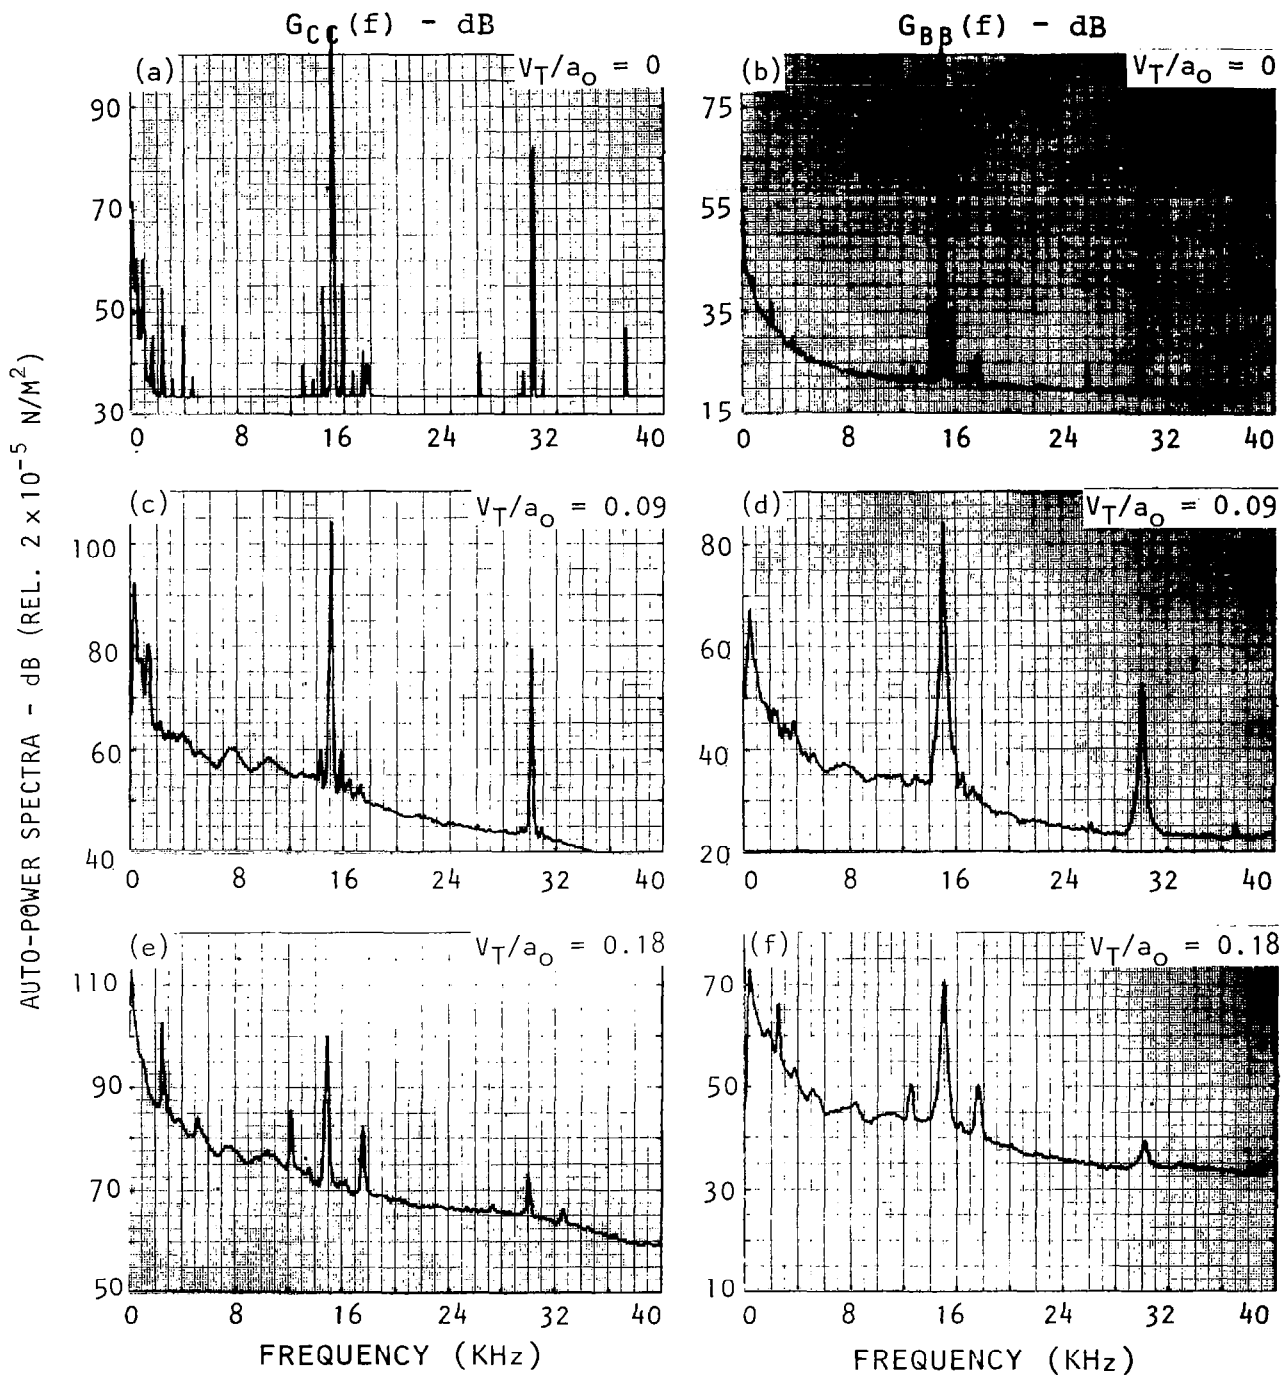 G_CC(f) - dB
G_BB(f) - dB
AUTO-POWER SPECTRA - dB (REL. 2 x 10^-5 N/M^2)
(a)
V_T/a_o = 0
90
70
50
30
0 8 16 24 32 40
(b)
V_T/a_o = 0
75
55
35
15
0 8 16 24 32 40
(c)
V_T/a_o = 0.09
100
80
60
40
0 8 16 24 32 40
(d)
V_T/a_o = 0.09
80
60
40
20
0 8 16 24 32 40
(e)
V_T/a_o = 0.18
110
90
70
50
0 8 16 24 32 40
FREQUENCY (KHz)
(f)
V_T/a_o = 0.18
70
50
30
10
0 8 16 24 32 40
FREQUENCY (KHz)